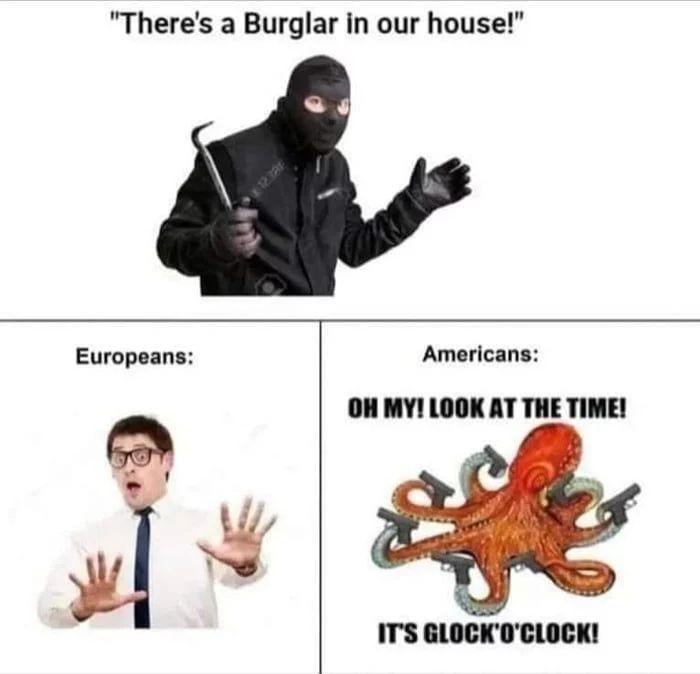 "There's a Burglar in our house!"
Europeans:
Americans:
OH MY! LOOK AT THE TIME!
IT'S GLOCK'O'CLOCK!